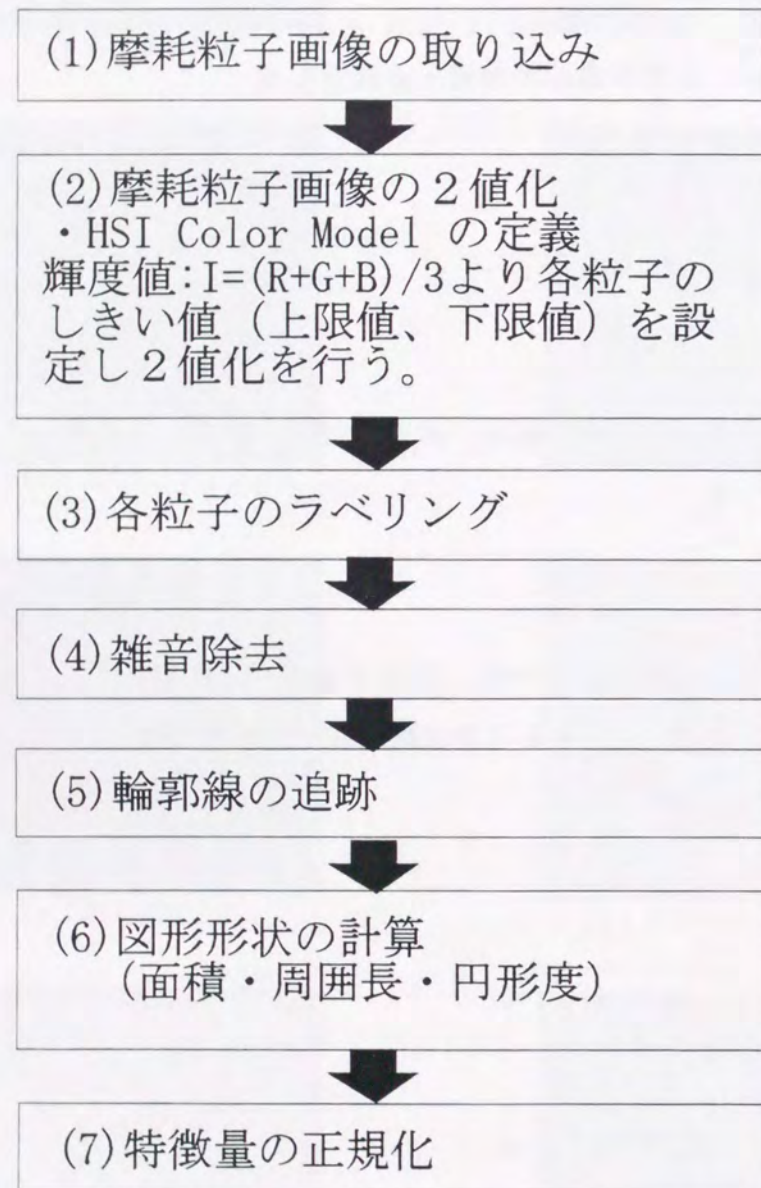 (1)摩耗粒子画像の取り込み
(2)摩耗粒子画像の２値化
・HSI Color Model の定義
輝度値:I=(R+G+B)/3より各粒子の
しきい値（上限値、下限値）を設
定し２値化を行う。
(3)各粒子のラベリング
(4)雑音除去
(5)輪郭線の追跡
(6)図形形状の計算
(面積・周囲長・円形度)
(7)特徴量の正規化